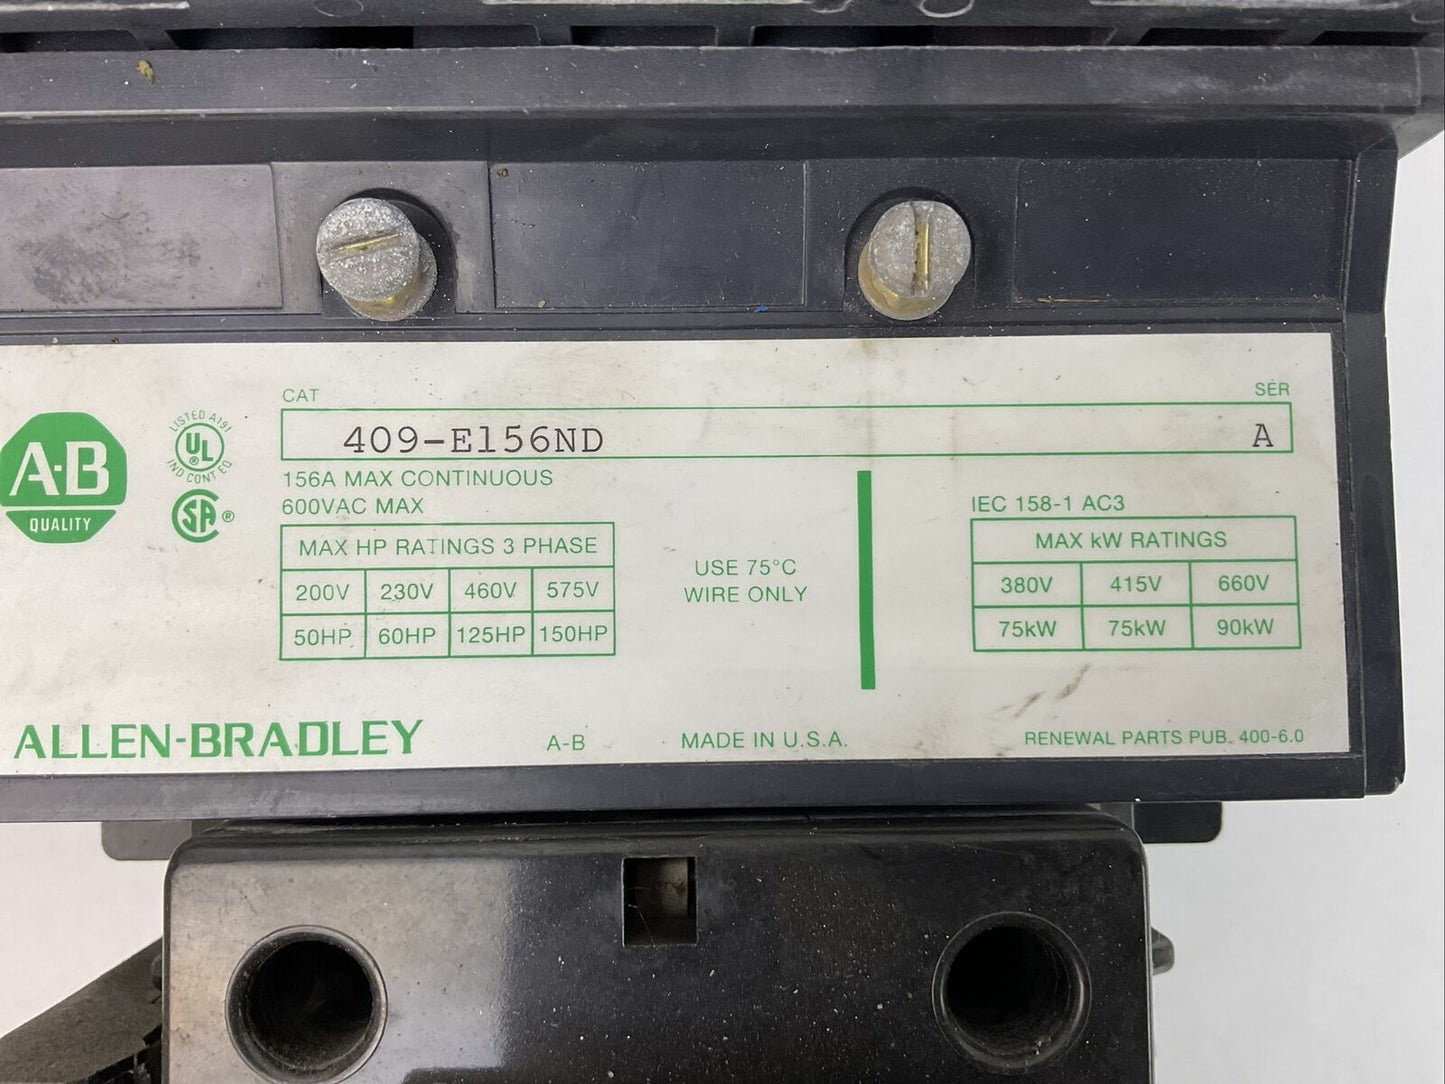 CAT
SER
409-E156ND
A
A-B
QUALITY
LISTED A191
UL ®
IND CONT EQ
SA ®
156A MAX CONTINUOUS
600VAC MAX
MAX HP RATINGS 3 PHASE
200V 230V 460V 575V
50HP 60HP 125HP 150HP
USE 75°C
WIRE ONLY
IEC 158-1 AC3
MAX kW RATINGS
380V 415V 660V
75kW 75kW 90kW
ALLEN-BRADLEY
A-B
MADE IN U.S.A.
RENEWAL PARTS PUB. 400-6.0